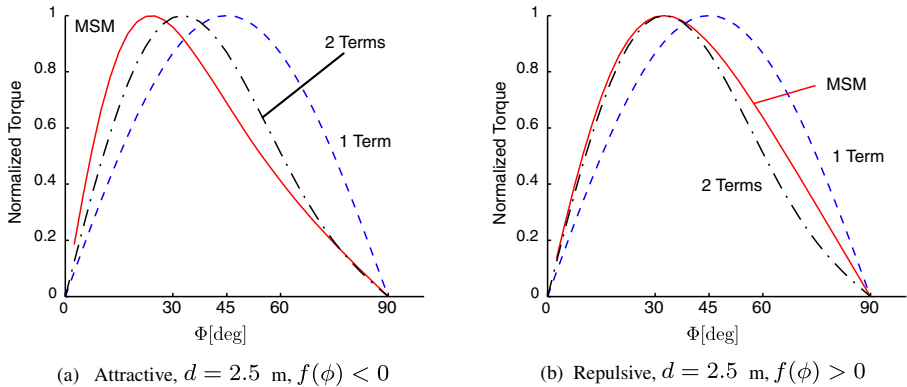 MSM
2 Terms
1 Term
Normalized Torque
1
0.8
0.6
0.4
0.2
0
0
30
45
60
90
Φ[deg]
(a) Attractive, d = 2.5 m, f(ϕ) < 0
MSM
1 Term
2 Terms
Normalized Torque
1
0.8
0.6
0.4
0.2
0
0
30
45
60
90
Φ[deg]
(b) Repulsive, d = 2.5 m, f(ϕ) > 0